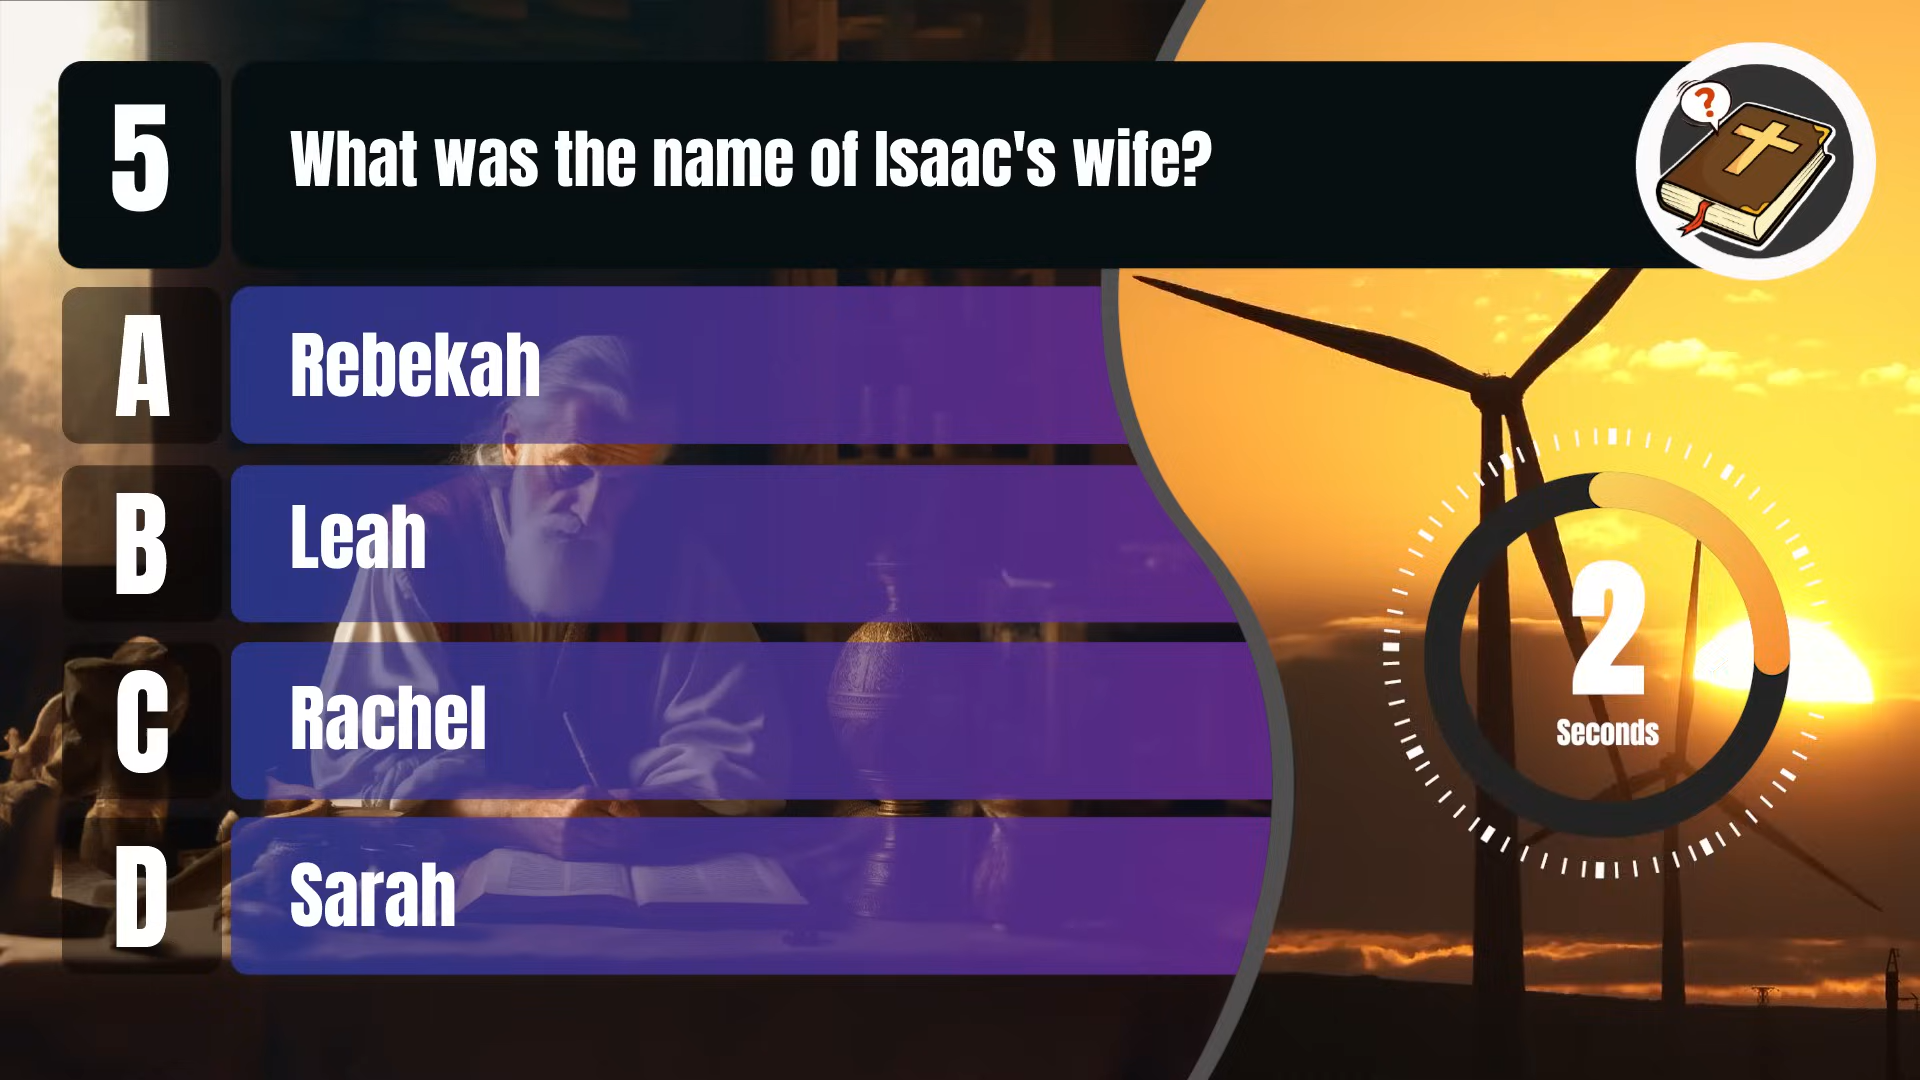 5
What was the name of Isaac's wife?
?
A
Rebekah
B
Leah
C
Rachel
D
Sarah
2
Seconds